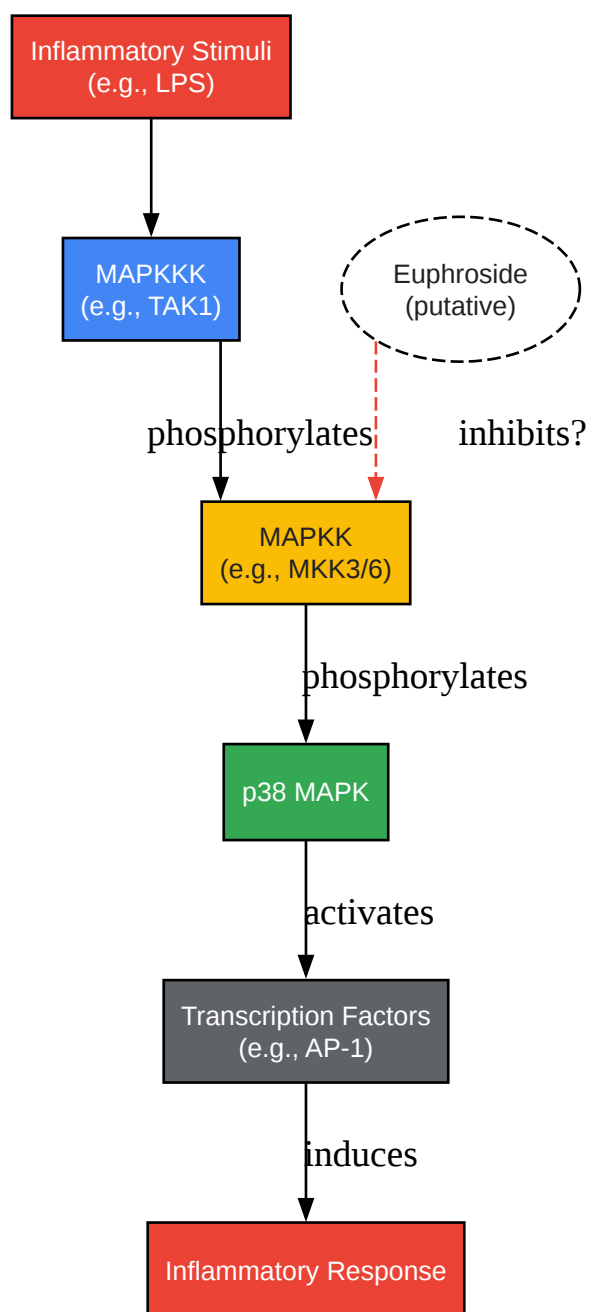 Inflammatory Stimuli
(e.g., LPS)
MAPKKK
(e.g., TAK1)
Euphroside
(putative)
phosphorylates
inhibits?
MAPKK
(e.g., MKK3/6)
phosphorylates
p38 MAPK
activates
Transcription Factors
(e.g., AP-1)
induces
Inflammatory Response